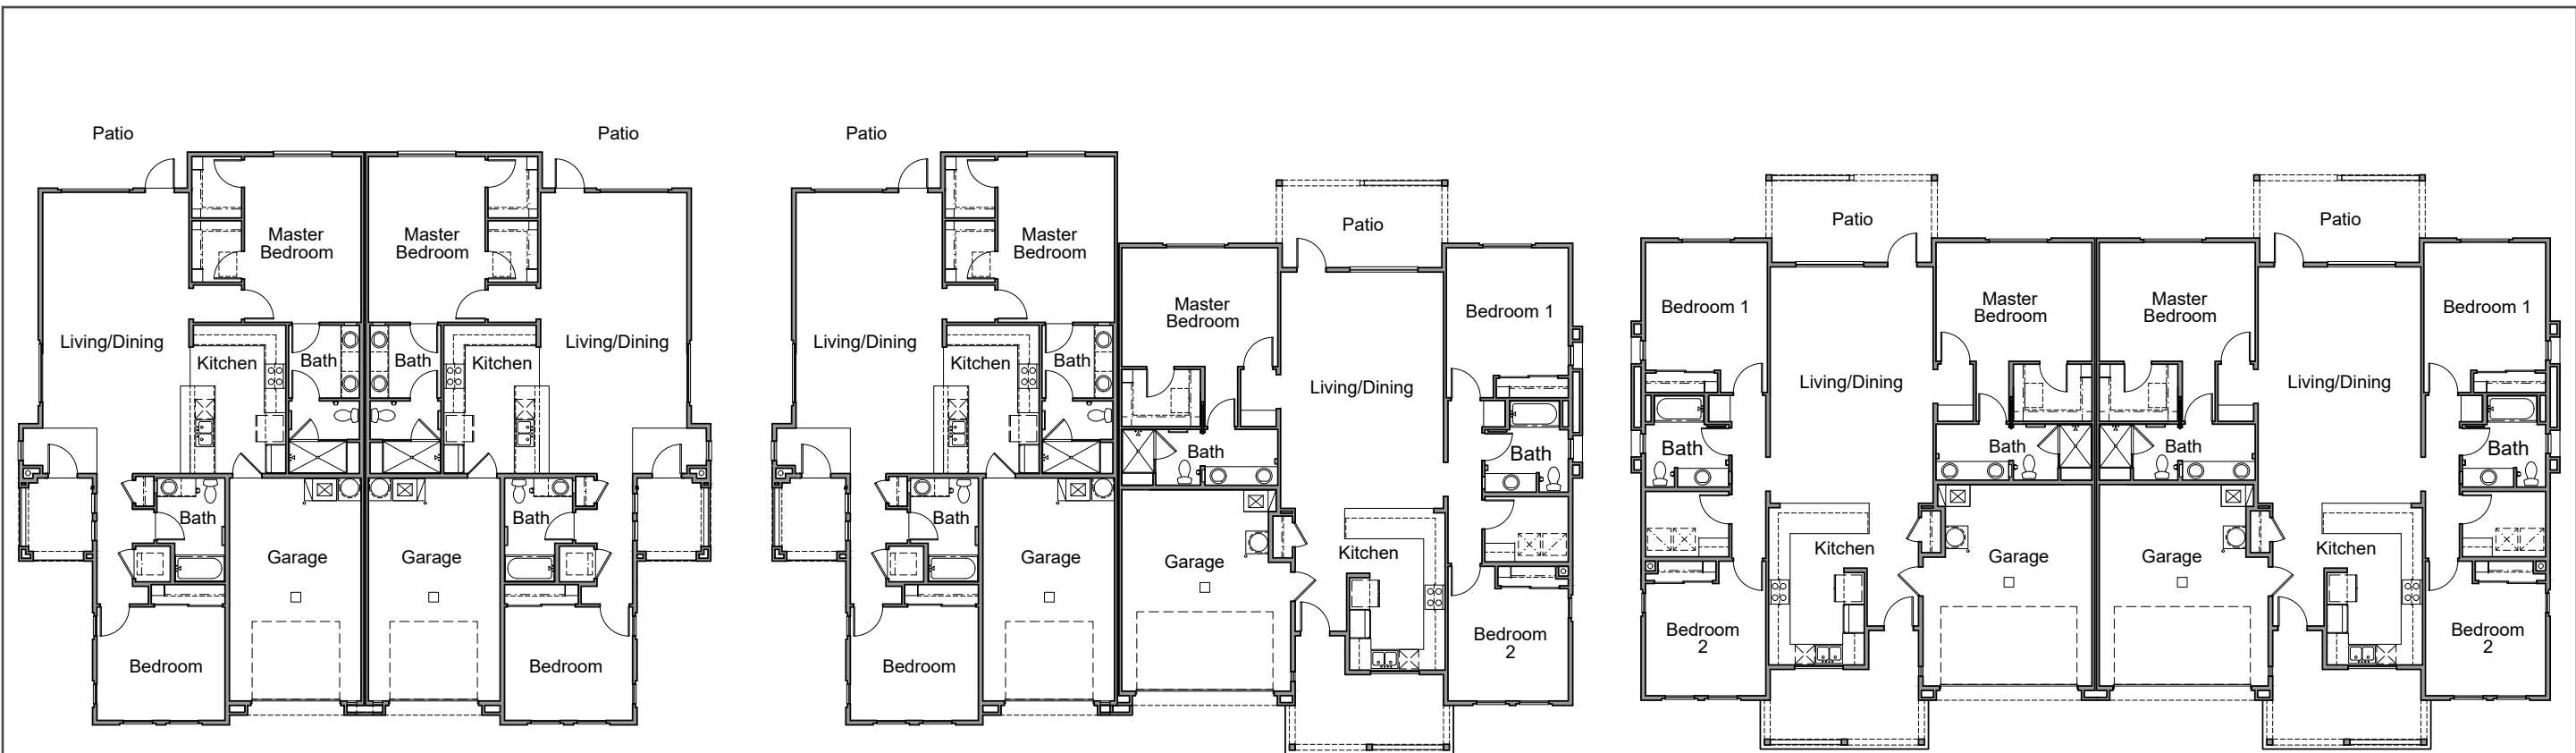 Patio
Patio
Master
Bedroom
Master
Bedroom
Living/Dining
Kitchen
Bath
Bath
Kitchen
Living/Dining
Bath
Bath
Garage
Garage
Bedroom
Bedroom
Patio
Patio
Master
Bedroom
Master
Bedroom
Bedroom 1
Living/Dining
Kitchen
Bath
Living/Dining
Bath
Bath
Bath
Garage
Garage
Kitchen
Bedroom
Bedroom
2
Patio
Patio
Bedroom 1
Master
Bedroom
Master
Bedroom
Bedroom 1
Living/Dining
Living/Dining
Bath
Bath
Bath
Bath
Kitchen
Garage
Garage
Kitchen
Bedroom
2
Bedroom
2